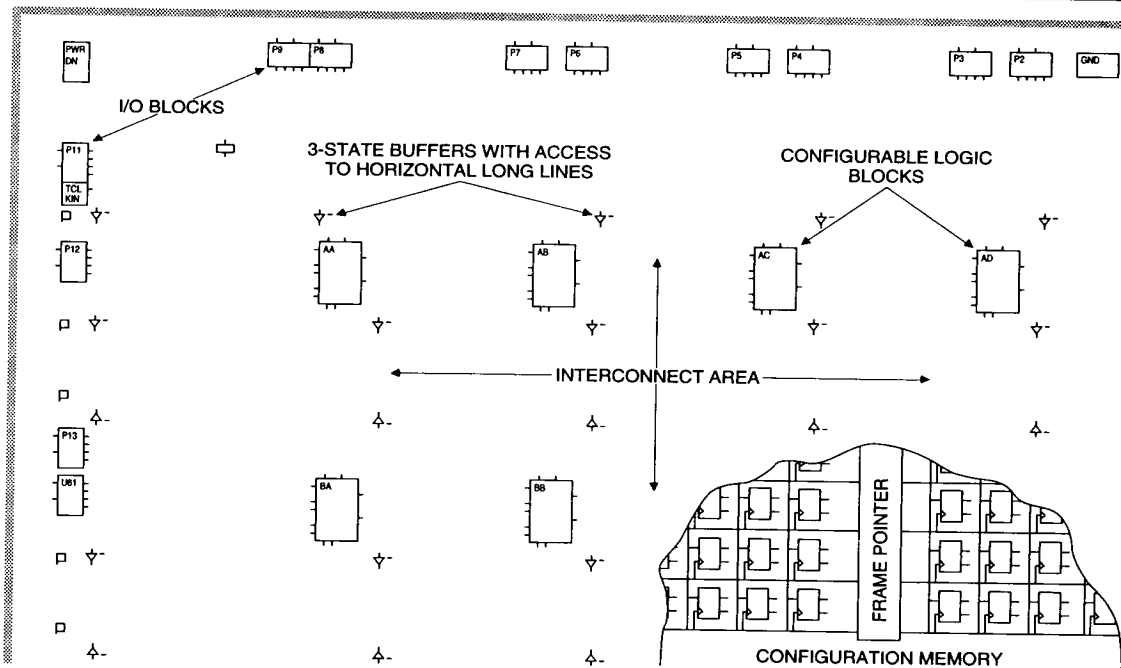 PWR
DN
P9
P8
P7
P6
P5
P4
P3
P2
GND
I/O BLOCKS
P11
TCL
KIN
3-STATE BUFFERS WITH ACCESS
TO HORIZONTAL LONG LINES
CONFIGURABLE LOGIC
BLOCKS
P12
AA
AB
AC
AD
INTERCONNECT AREA
P13
U61
BA
BB
FRAME POINTER
CONFIGURATION MEMORY